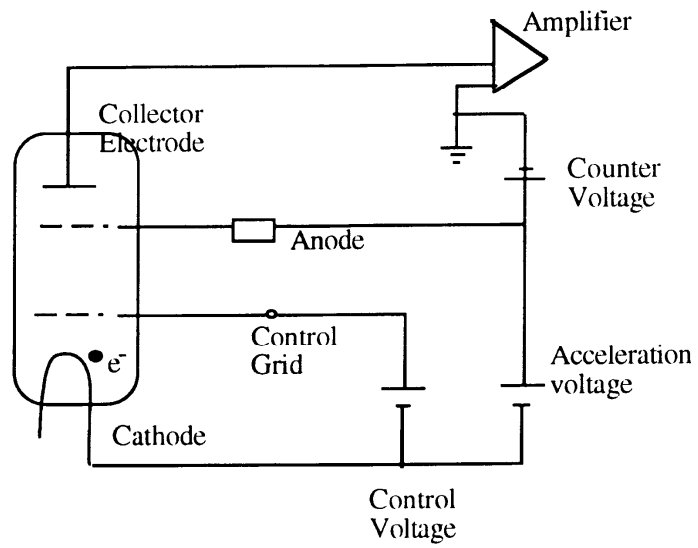 Amplifier
Collector
Electrode
Counter
Voltage
Anode
Control
Grid
e-
Acceleration
voltage
Cathode
Control
Voltage